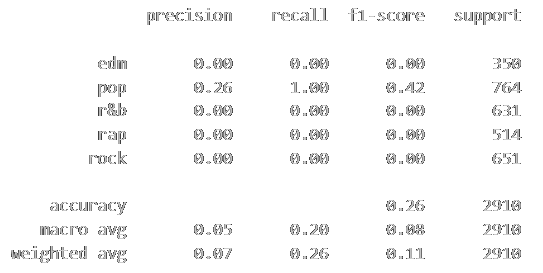 precision recall f1-score support
edm 0.00 0.00 0.00 350
pop 0.26 1.00 0.42 764
r&b 0.00 0.00 0.00 631
rap 0.00 0.00 0.00 514
rock 0.00 0.00 0.00 651
accuracy 0.26 2910
macro avg 0.05 0.20 0.08 2910
weighted avg 0.07 0.26 0.11 2910